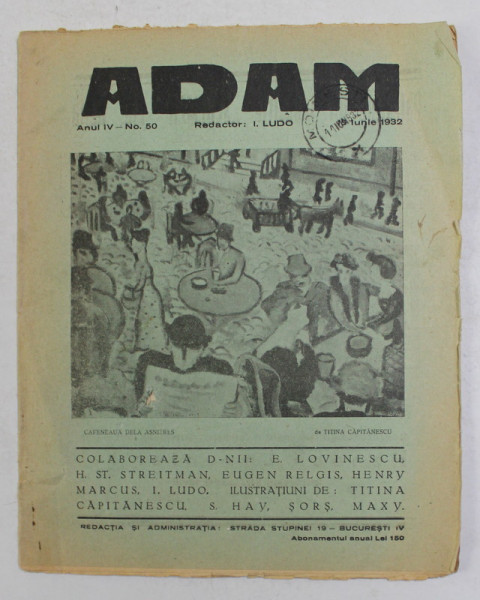 ADAM
Anul IV — No. 50 Redactor: I. LUDO Iunie 1932
CAFENEAUA DELA ASNIÈRES de TITINA CĂPITĂNESCU
COLABOREAZĂ D-NII: E. LOVINESCU,
H. ST. STREITMAN, EUGEN RELGIS, HENRY
MARCUS, I. LUDO. ILUSTRAȚIUNI DE: TITINA
CĂPITĂNESCU, S. HAY, ȘORȘ, MAXY.
REDACȚIA ȘI ADMINISTRAȚIA: STRADA STUPINEI 19 — BUCUREȘTI IV
Abonamentul anual Lei 150